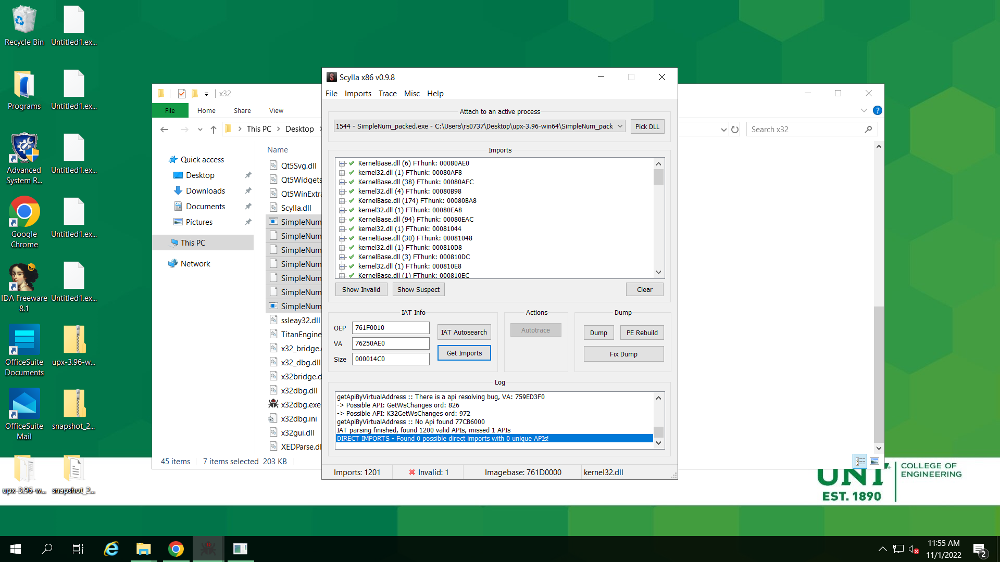 Recycle Bin
Untitled1.ex...
Programs
Untitled1.ex...
Advanced
System R...
Untitled1.ex...
Google
Chrome
Untitled1.ex...
IDA Freeware
8.1
Untitled1.ex...
OfficeSuite
Documents
upx-3.96-w...
OfficeSuite
Mail
snapshot_2...
upx-3.96-w...
snapshot_2...
x32
File
Home
Share
View
This PC
Desktop
Search x32
Quick access
Desktop
Downloads
Documents
Pictures
This PC
Network
Name
Qt5Svg.dll
Qt5Widgets
Qt5WinExtra
Scylla.dll
SimpleNum
SimpleNum
SimpleNum
SimpleNum
SimpleNum
SimpleNum
SimpleNum
ssleay32.dll
TitanEngine
x32_bridge.
x32_dbg.dll
x32bridge.d
x32dbg.dll
x32dbg.exe
x32dbg.ini
x32gui.dll
XEDParse.dl
45 items
7 items selected 203 KB
Scylla x86 v0.9.8
File Imports Trace Misc Help
Attach to an active process
1544 - SimpleNum_packed.exe - C:\Users\rs0737\Desktop\upx-3.96-win64\SimpleNum_pack
Pick DLL
Imports
KernelBase.dll (6) FThunk: 00080AE0
kernel32.dll (1) FThunk: 00080AF8
KernelBase.dll (38) FThunk: 00080AFC
kernel32.dll (4) FThunk: 00080B98
KernelBase.dll (174) FThunk: 00080BA8
kernel32.dll (1) FThunk: 00080EA8
KernelBase.dll (94) FThunk: 00080EAC
kernel32.dll (1) FThunk: 00081044
KernelBase.dll (30) FThunk: 00081048
kernel32.dll (1) FThunk: 000810D8
KernelBase.dll (3) FThunk: 000810DC
kernel32.dll (1) FThunk: 000810E8
KernelBase.dll (1) FThunk: 000810EC
Show Invalid
Show Suspect
Clear
IAT Info
OEP
761F0010
VA
76250AE0
Size
000014C0
IAT Autosearch
Get Imports
Actions
Autotrace
Dump
Dump
PE Rebuild
Fix Dump
Log
getApiByVirtualAddress :: There is a api resolving bug, VA: 759ED3F0
-> Possible API: GetWsChanges ord: 826
-> Possible API: K32GetWsChanges ord: 972
getApiByVirtualAddress :: No Api found 77CB6000
IAT parsing finished, found 1200 valid APIs, missed 1 APIs
DIRECT IMPORTS - Found 0 possible direct imports with 0 unique APIs!
Imports: 1201
Invalid: 1
Imagebase: 761D0000
kernel32.dll
UNT
EST. 1890
COLLEGE OF
ENGINEERING
11:55 AM
11/1/2022
2